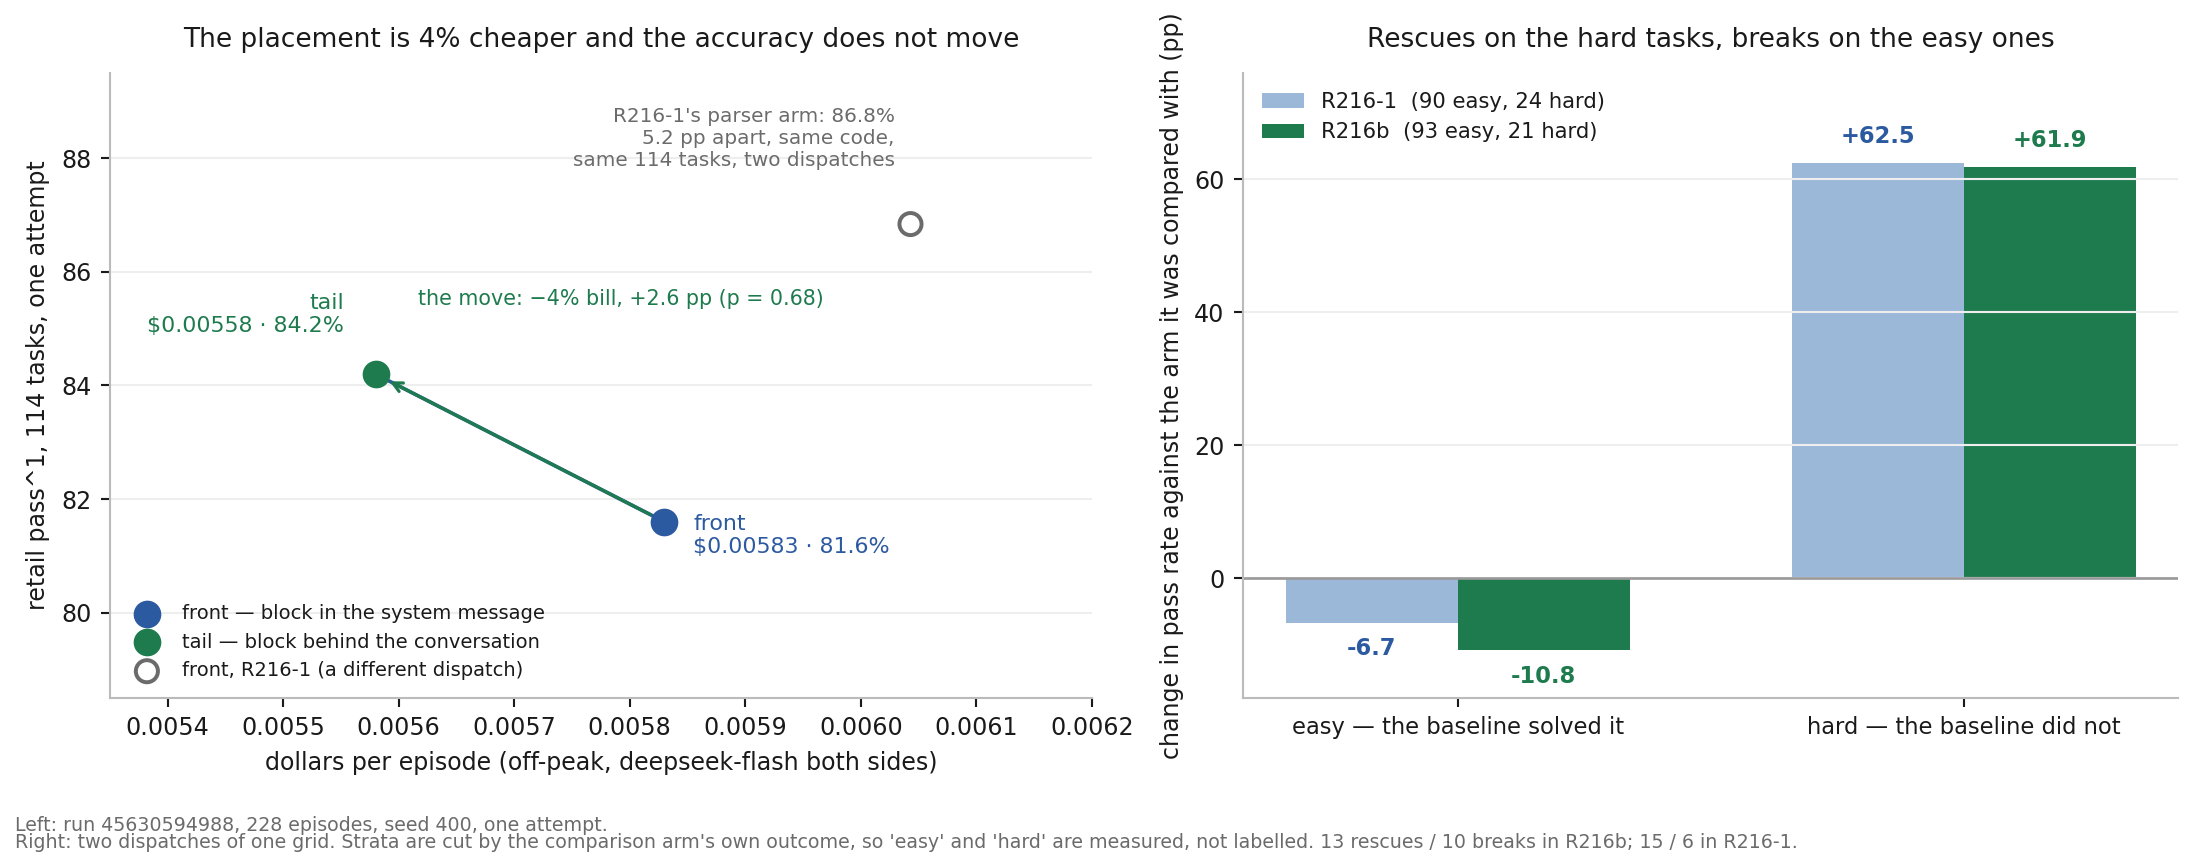 The placement is 4% cheaper and the accuracy does not move
retail pass^1, 114 tasks, one attempt
88
86
84
82
80
R216-1's parser arm: 86.8%
5.2 pp apart, same code,
same 114 tasks, two dispatches
tail
$0.00558 · 84.2%
the move: −4% bill, +2.6 pp (p = 0.68)
front
$0.00583 · 81.6%
front — block in the system message
tail — block behind the conversation
front, R216-1 (a different dispatch)
0.0054 0.0055 0.0056 0.0057 0.0058 0.0059 0.0060 0.0061 0.0062
dollars per episode (off-peak, deepseek-flash both sides)
Rescues on the hard tasks, breaks on the easy ones
change in pass rate against the arm it was compared with (pp)
60
40
20
0
R216-1 (90 easy, 24 hard)
R216b (93 easy, 21 hard)
+62.5
+61.9
-6.7
-10.8
easy — the baseline solved it
hard — the baseline did not
Left: run 45630594988, 228 episodes, seed 400, one attempt.
Right: two dispatches of one grid. Strata are cut by the comparison arm's own outcome, so 'easy' and 'hard' are measured, not labelled. 13 rescues / 10 breaks in R216b; 15 / 6 in R216-1.